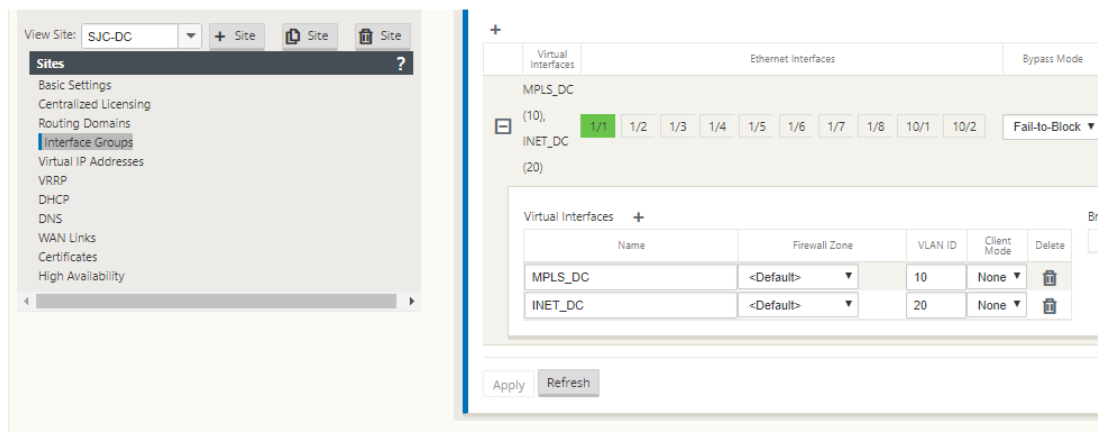 View Site: SJC-DC + Site Site Site
Sites ?
Basic Settings
Centralized Licensing
Routing Domains
Interface Groups
Virtual IP Addresses
VRRP
DHCP
DNS
WAN Links
Certificates
High Availability
+
Virtual Interfaces Ethernet Interfaces Bypass Mode
MPLS_DC
(10),
INET_DC
(20)
1/1 1/2 1/3 1/4 1/5 1/6 1/7 1/8 10/1 10/2 Fail-to-Block
Virtual Interfaces + Br
Name Firewall Zone VLAN ID Client Mode Delete
MPLS_DC <Default> 10 None
INET_DC <Default> 20 None
Apply Refresh